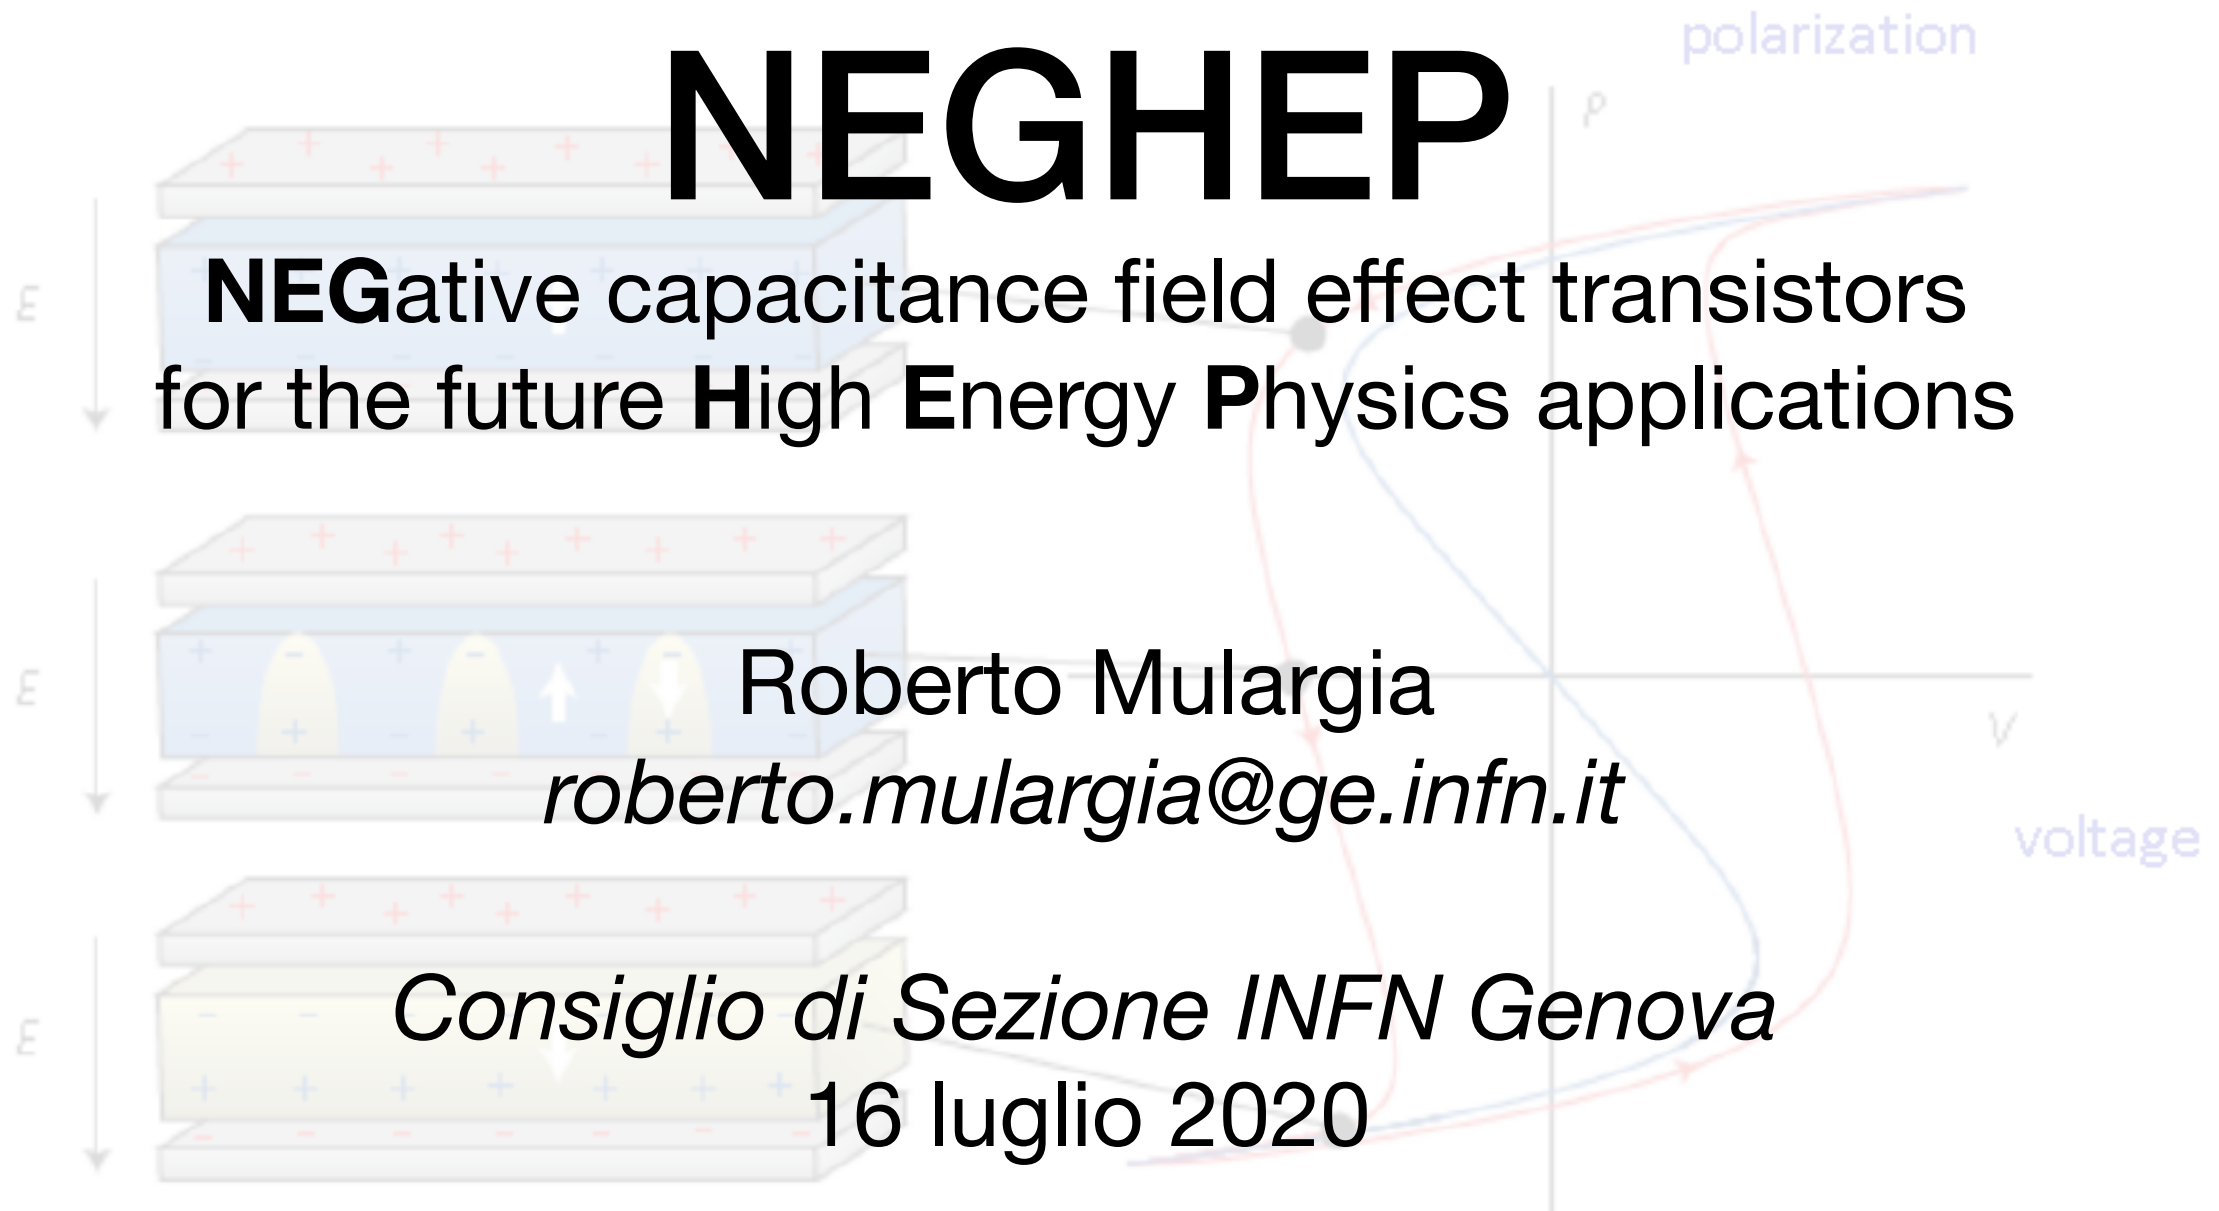 NEGHEP
NEGative capacitance field effect transistors
for the future High Energy Physics applications
Roberto Mulargia
roberto.mulargia@ge.infn.it
Consiglio di Sezione INFN Genova
16 luglio 2020
polarization
P
V
voltage
E
E
E